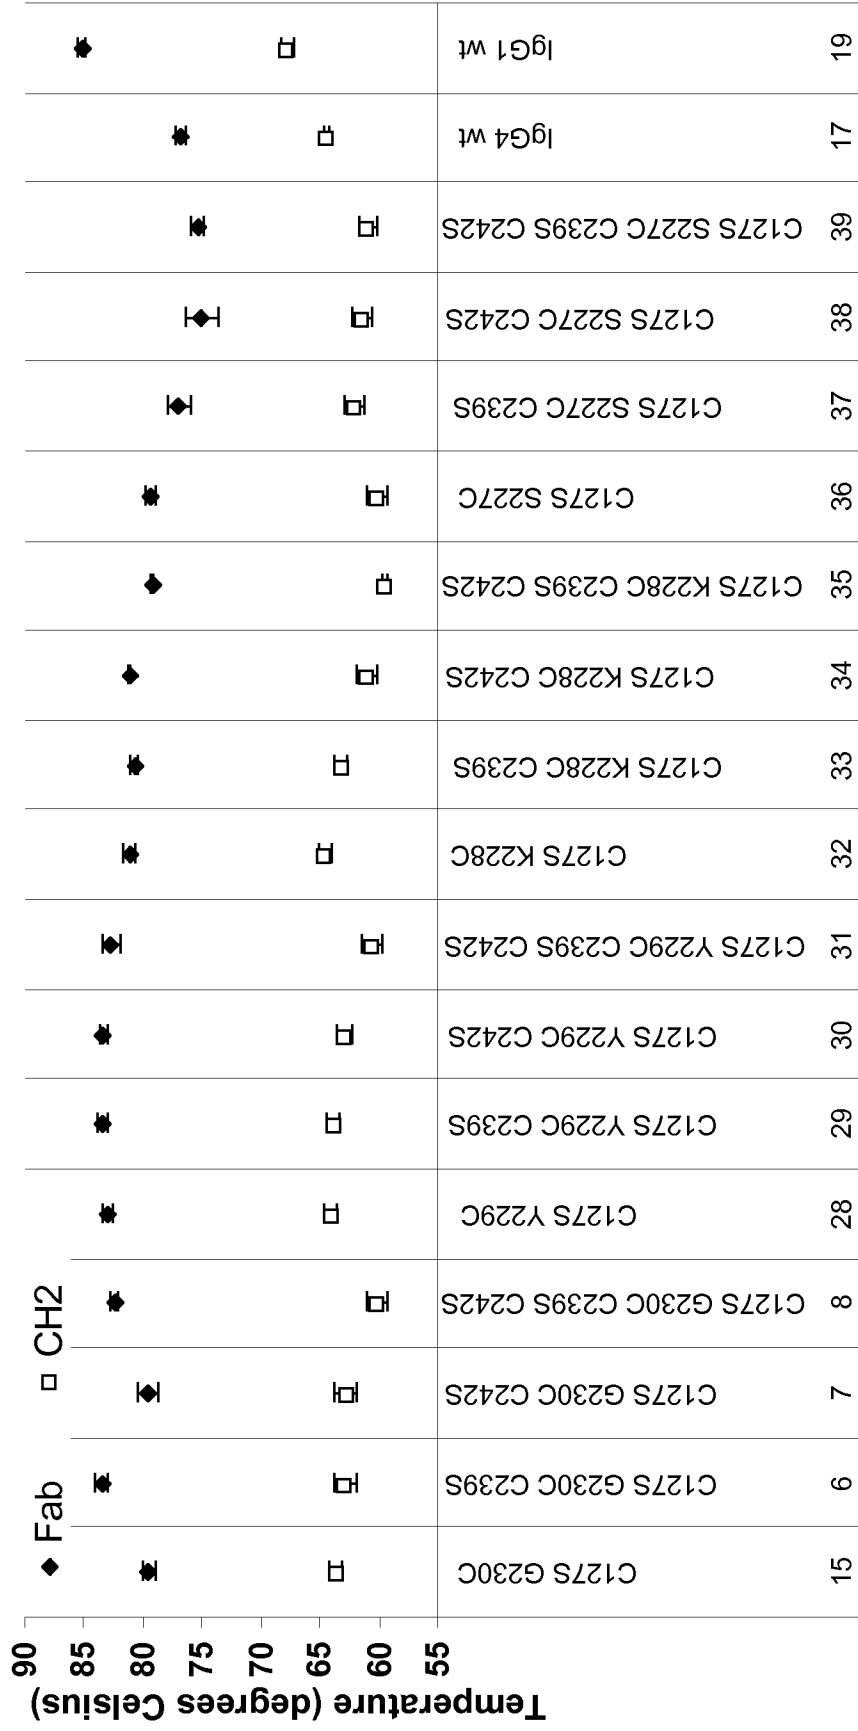 Temperature (degrees Celsius)
90
85
80
75
70
65
60
55
Fab
CH2
C127S G230C
C127S G230C C239S
C127S G230C C242S
C127S G230C C239S C242S
C127S Y229C
C127S Y229C C239S
C127S Y229C C242S
C127S Y229C C239S C242S
C127S K228C
C127S K228C C239S
C127S K228C C242S
C127S K228C C239S C242S
C127S S227C
C127S S227C C239S
C127S S227C C242S
C127S S227C C239S C242S
IgG4 wt
IgG1 wt
15
6
7
8
28
29
30
31
32
33
34
35
36
37
38
39
17
19